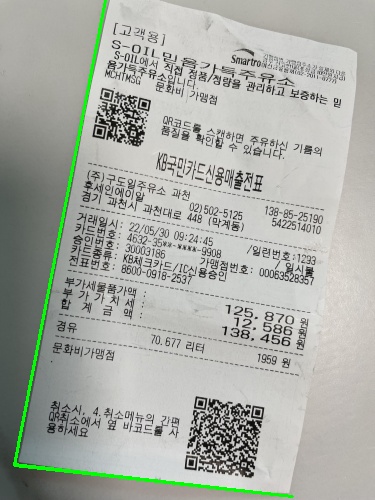 [고객용]
Smartro
S-OIL믿음가득주유소
S-OIL에서 직접 정품/정량을 관리하고 보증하는 믿
음가득주유소입니다.
MCHTMSG 문화비 가맹점
QR코드를 스캔하면 주유하신 기름의
품질을 확인할 수 있습니다.
KB국민카드신용매출전표
(주)구도일주유소 과천 138-85-25190
후세인에이알 02)502-5125 5422514010
경기 과천시 과천대로 448 (막계동)
거래일시: 22/05/30 09:24:45 /일련번호:1293
카드번호: 4632-35**-****-9908 일시불
승인번호: 30003186 가맹점번호: 00063528357
카드종류: KB체크카드/IC신용승인
전표번호: 8600-0918-2537
부가세물품가액 : 125,870 원
부 가 가 치 세 : 12,586 원
합 계 금 액 : 138,456 원
경유 70.677 리터 1959 원
문화비가맹점
취소시, 4.취소메뉴의 간편
QR취소에서 옆 바코드를 사
용하세요